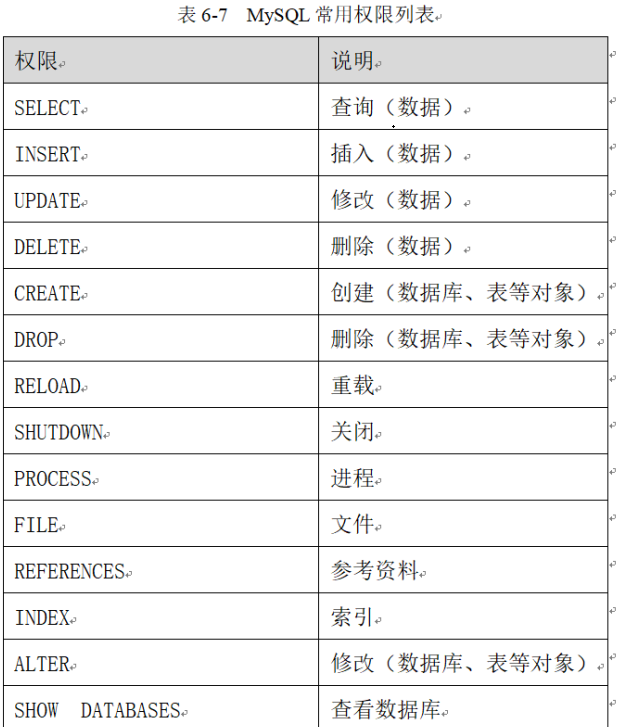 表 6-7 MySQL 常用权限列表
权限 说明
SELECT 查询（数据）
INSERT 插入（数据）
UPDATE 修改（数据）
DELETE 删除（数据）
CREATE 创建（数据库、表等对象）
DROP 删除（数据库、表等对象）
RELOAD 重载
SHUTDOWN 关闭
PROCESS 进程
FILE 文件
REFERENCES 参考资料
INDEX 索引
ALTER 修改（数据库、表等对象）
SHOW DATABASES 查看数据库